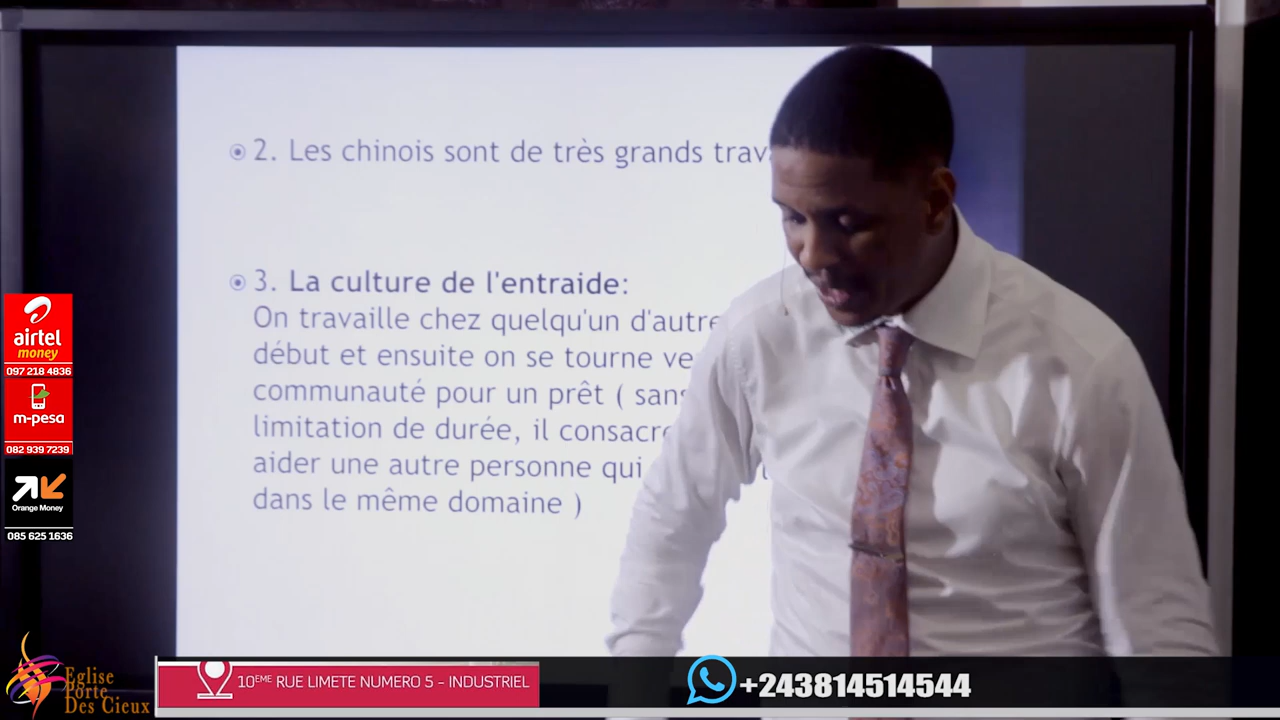 2. Les chinois sont de très grands
3. La culture de l'entraide:
On travaille chez quelqu'un d'autre
début et ensuite on se tourne
communauté pour un prêt ( sans
limitation de durée, il consacre
aider une autre personne qui
dans le même domaine )
airtel
money
097 218 4836
m-pesa
082 939 7239
Orange Money
085 625 1636
Eglise
Porte
Des Cieux
10EME RUE LIMETE NUMERO 5 - INDUSTRIEL
+243814514544